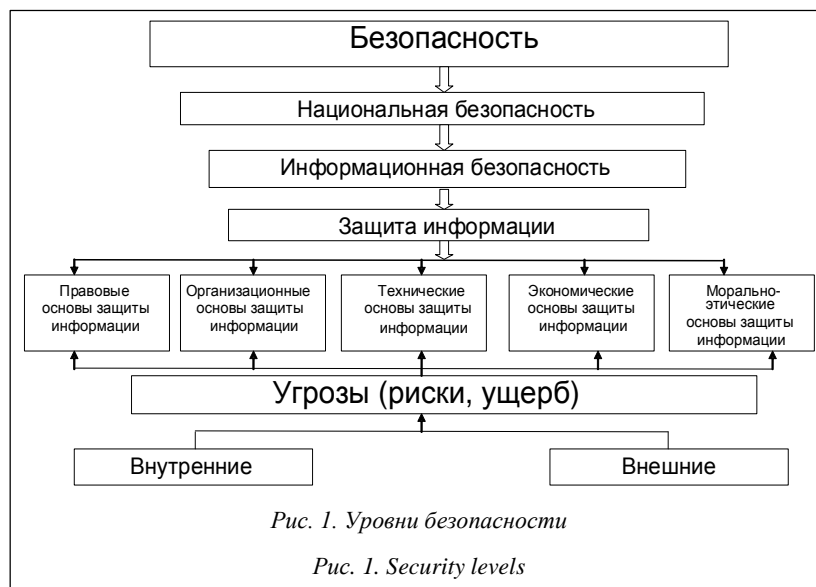 Безопасность
Национальная безопасность
Информационная безопасность
Защита информации
Правовые
основы защиты
информации
Организационные
основы защиты
информации
Технические
основы защиты
информации
Экономические
основы защиты
информации
Морально-
этические
основы защиты
информации
Угрозы (риски, ущерб)
Внутренние
Внешние
Рис. 1. Уровни безопасности
Рис. 1. Security levels